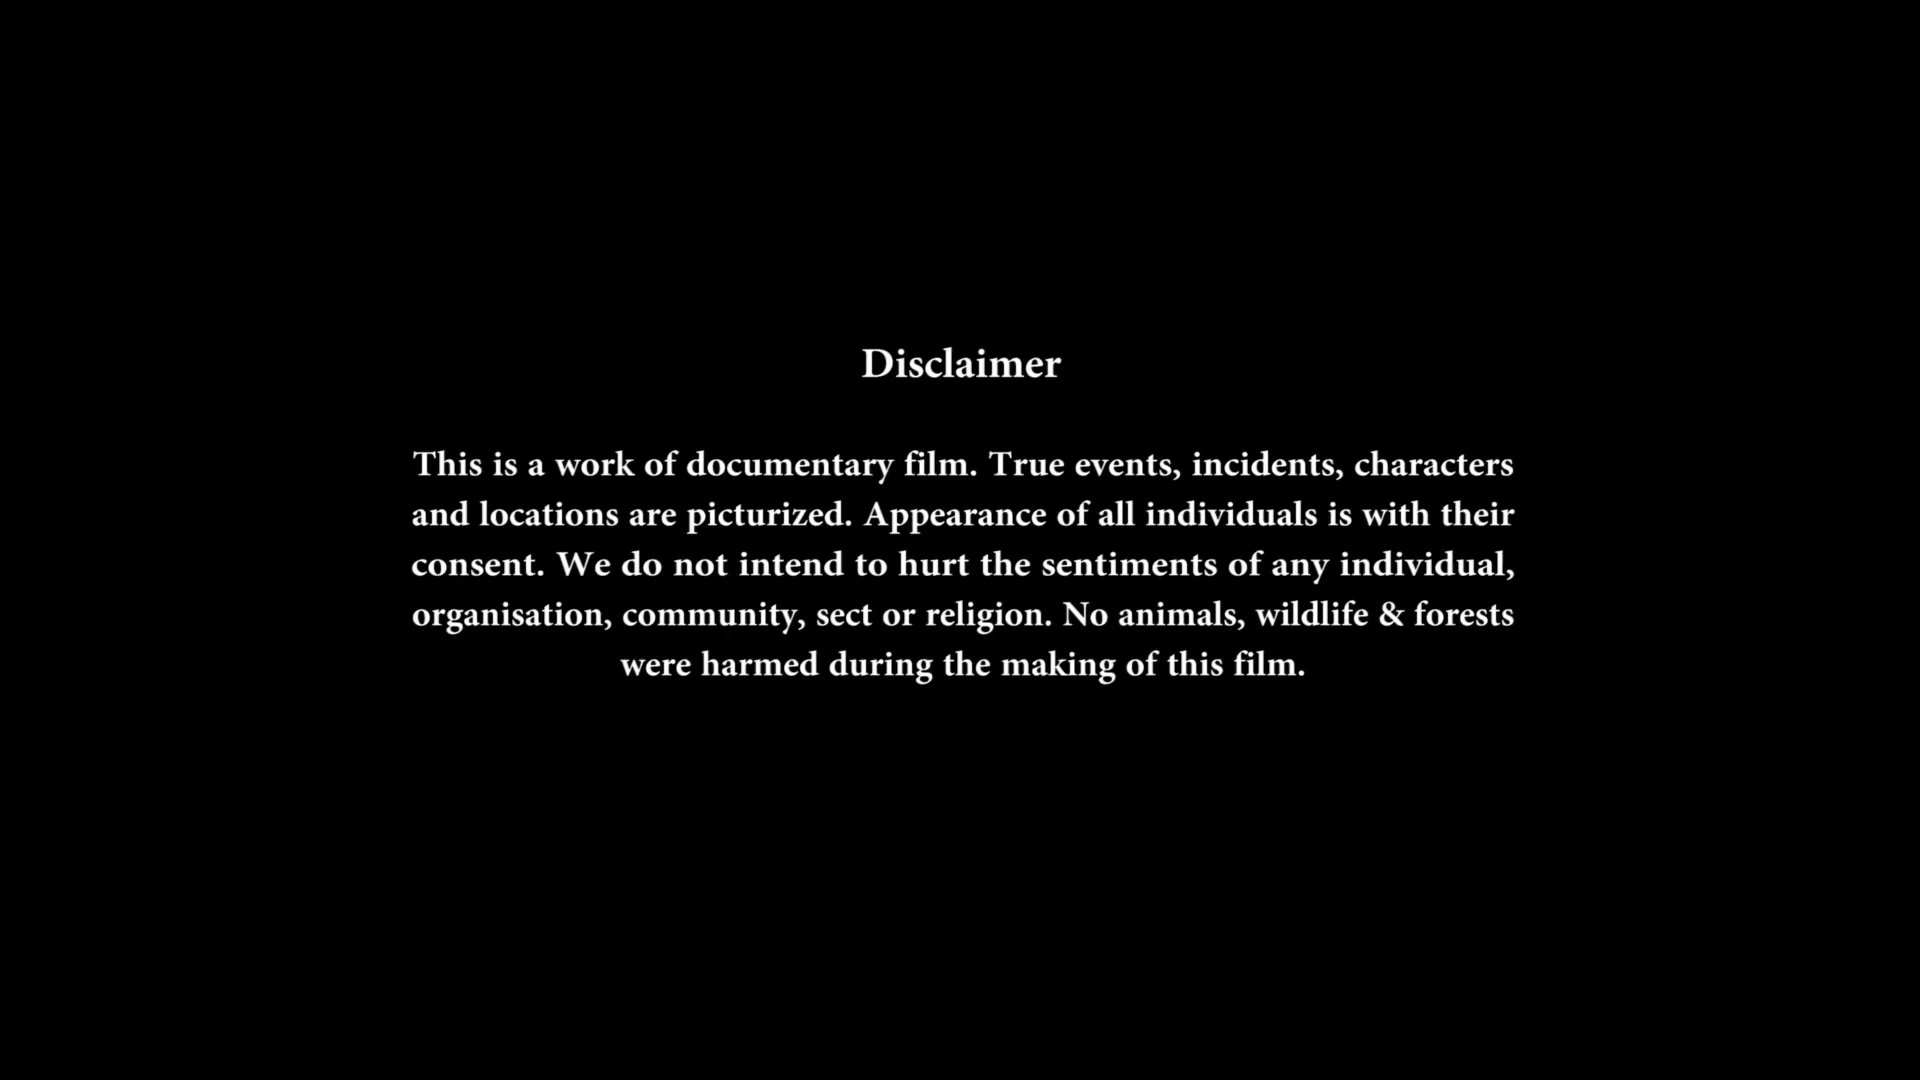 Disclaimer
This is a work of documentary film. True events, incidents, characters
and locations are picturized. Appearance of all individuals is with their
consent. We do not intend to hurt the sentiments of any individual,
organisation, community, sect or religion. No animals, wildlife & forests
were harmed during the making of this film.